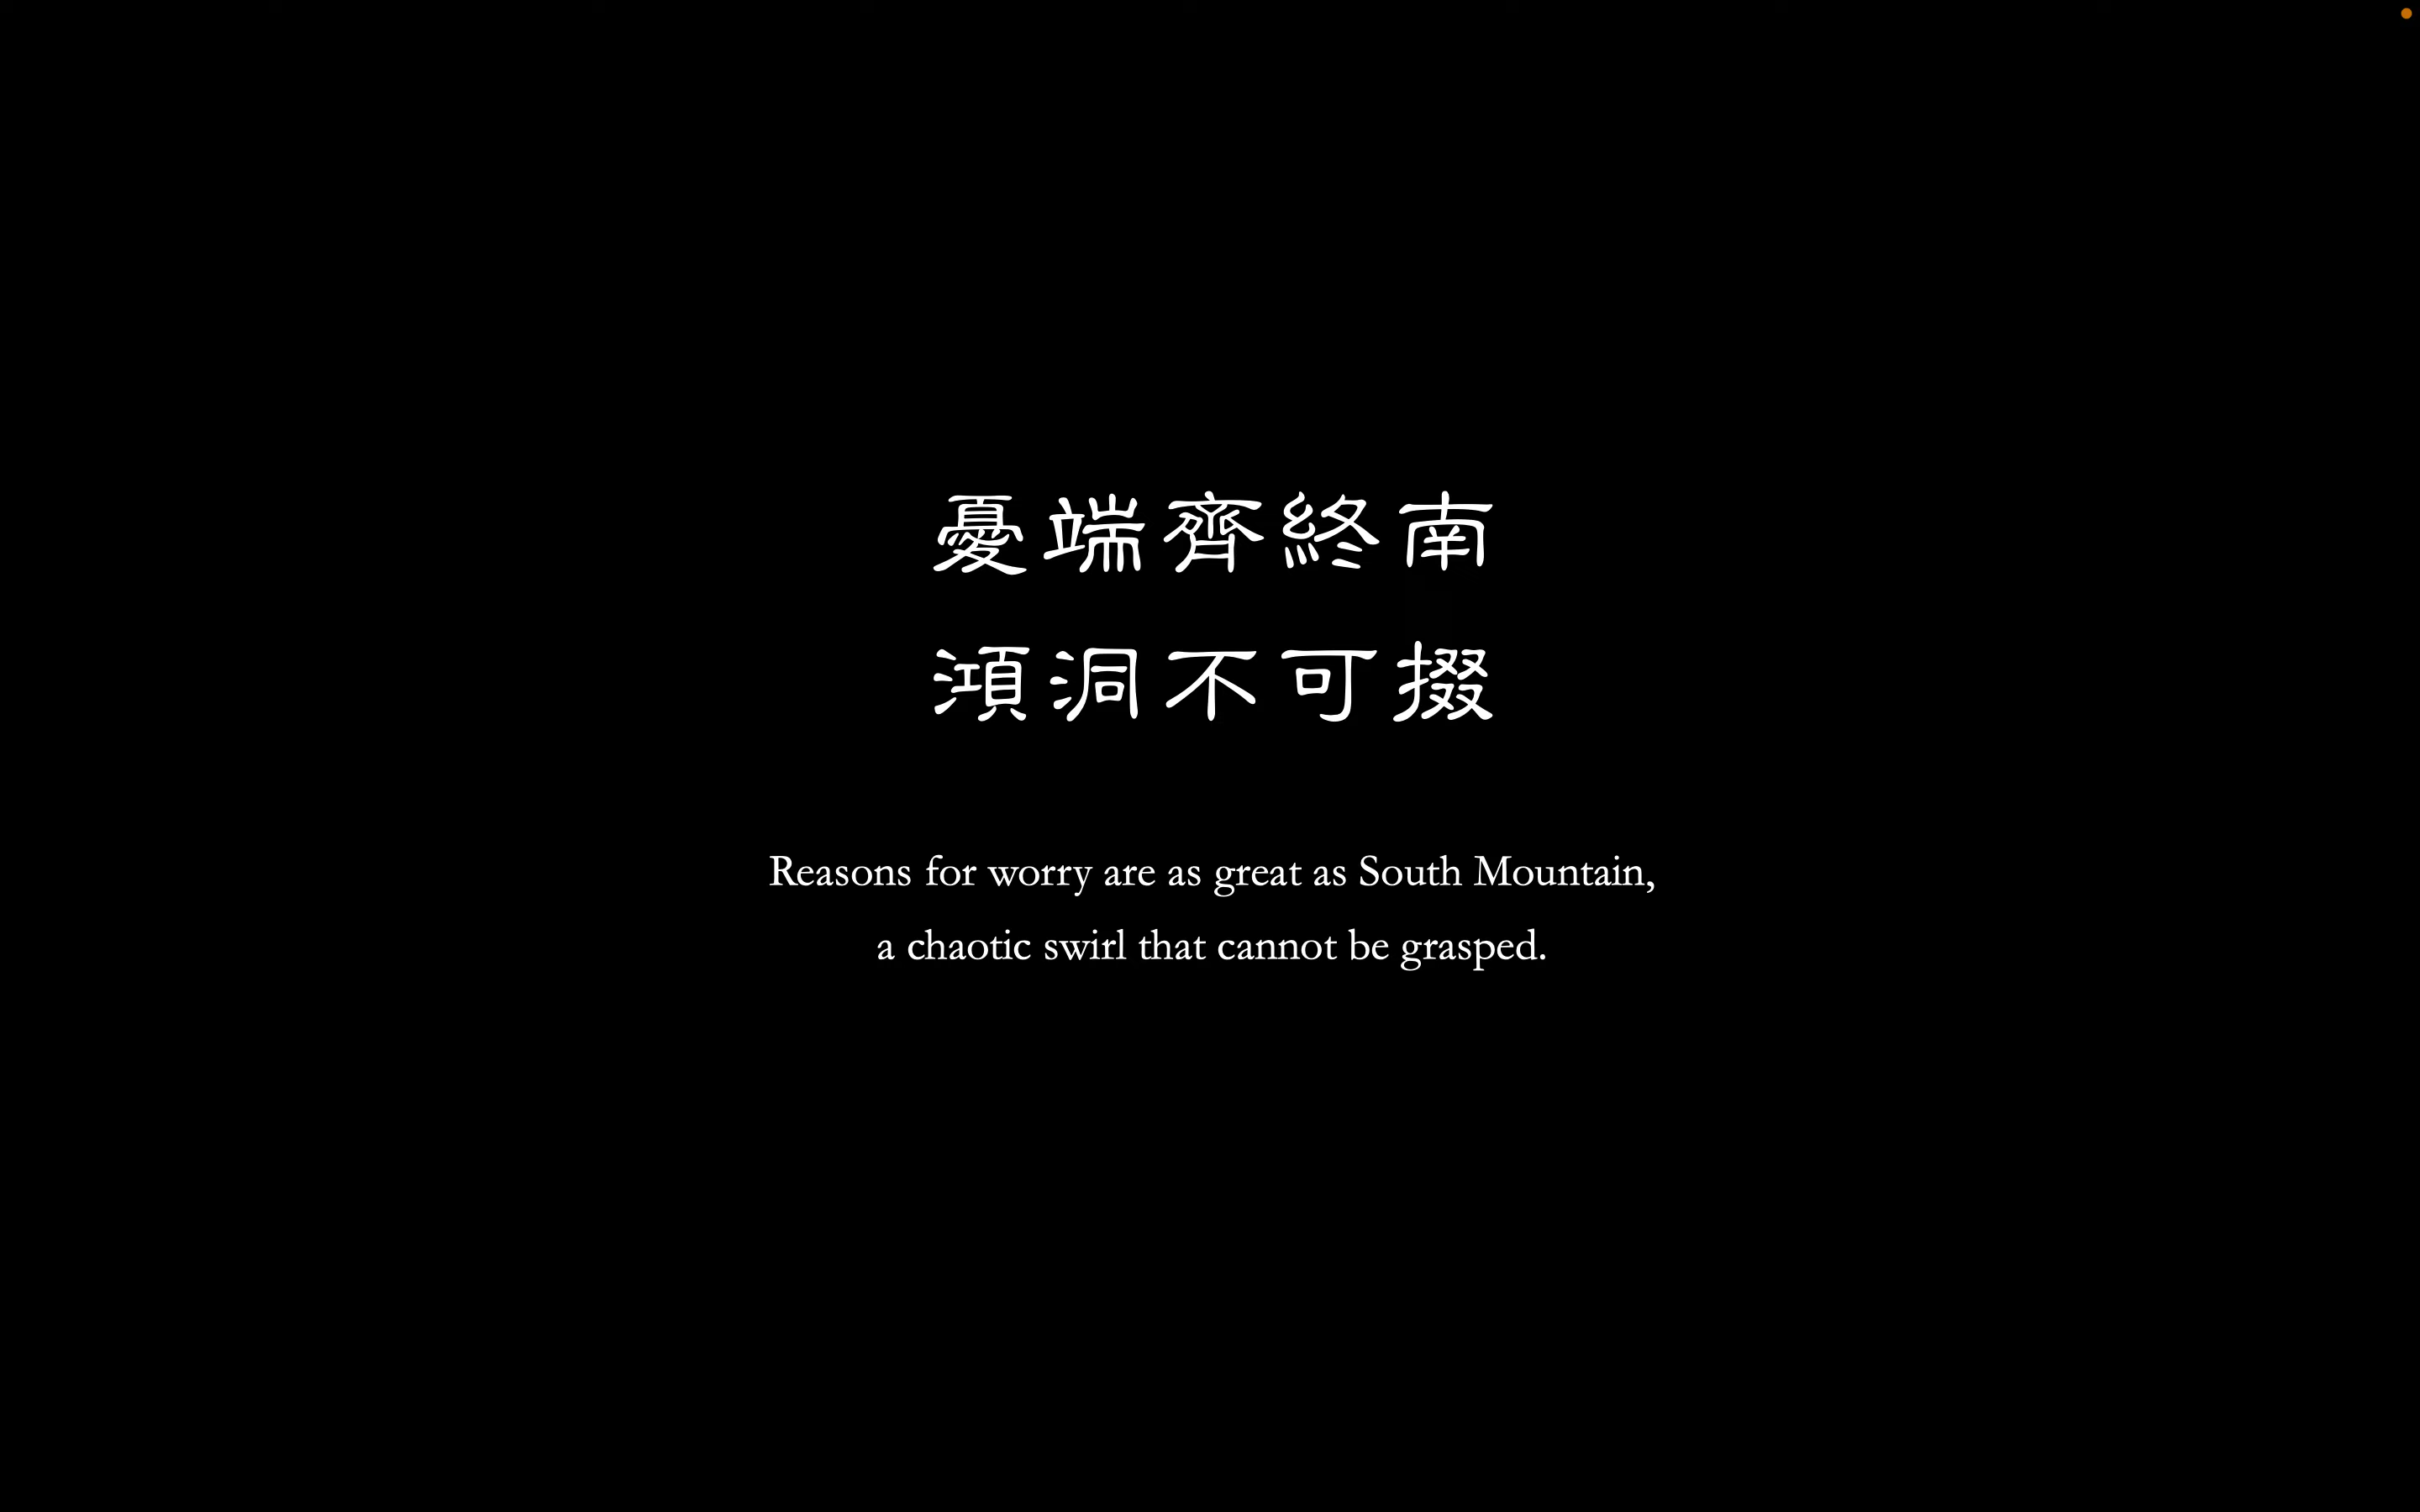 憂端齊終南
澒洞不可掇
Reasons for worry are as great as South Mountain,
a chaotic swirl that cannot be grasped.